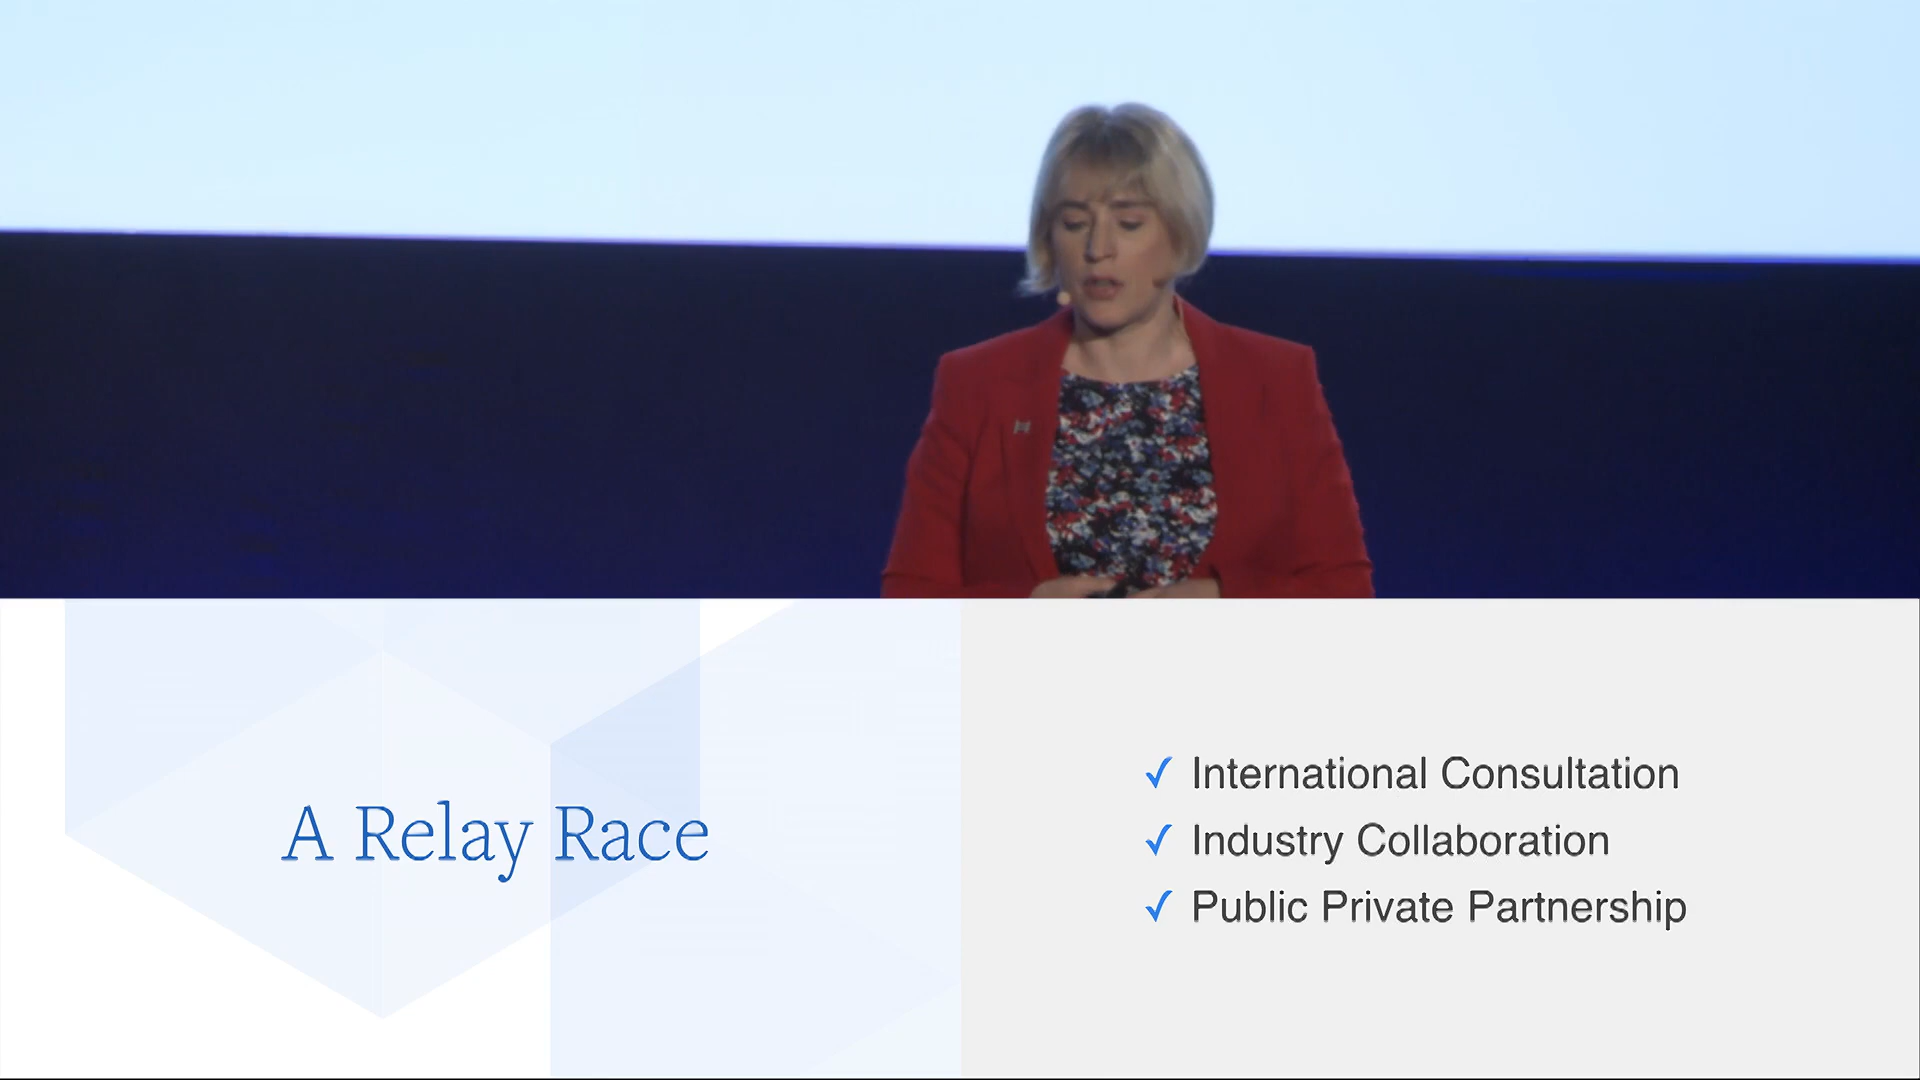 A Relay Race
✓ International Consultation
✓ Industry Collaboration
✓ Public Private Partnership